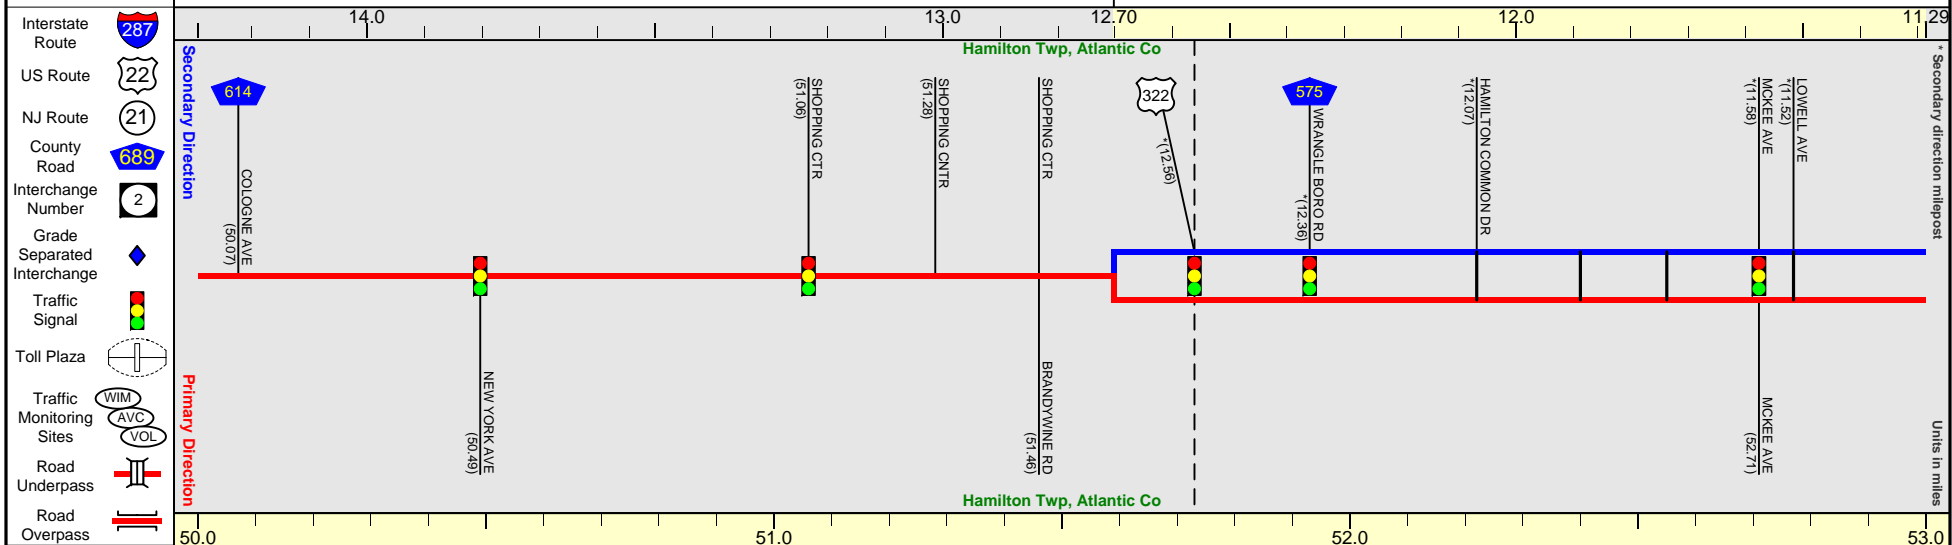 Interstate
Route
287
US Route
22
NJ Route
21
County
Road
689
Interchange
Number
2
Grade
Separated
Interchange
Traffic
Signal
Toll Plaza
Traffic
Monitoring
Sites
WIM
AVC
VOL
Road
Underpass
Road
Overpass
14.0
13.0
12.70
12.0
11.29
Secondary Direction
Primary Direction
Hamilton Twp, Atlantic Co
614
COLOGNE AVE
(50.07)
NEW YORK AVE
(50.49)
SHOPPING CTR
(51.06)
SHOPPING CNTR
(51.28)
SHOPPING CTR
BRANDYWINE RD
(51.46)
322
*(12.56)
575
WRANGLE BORO RD
*(12.36)
HAMILTON COMMON DR
*(12.07)
MCKEE AVE
*(11.58)
LOWELL AVE
*(11.52)
MCKEE AVE
(52.71)
* Secondary direction milepost
Units in miles
Hamilton Twp, Atlantic Co
50.0
51.0
52.0
53.0